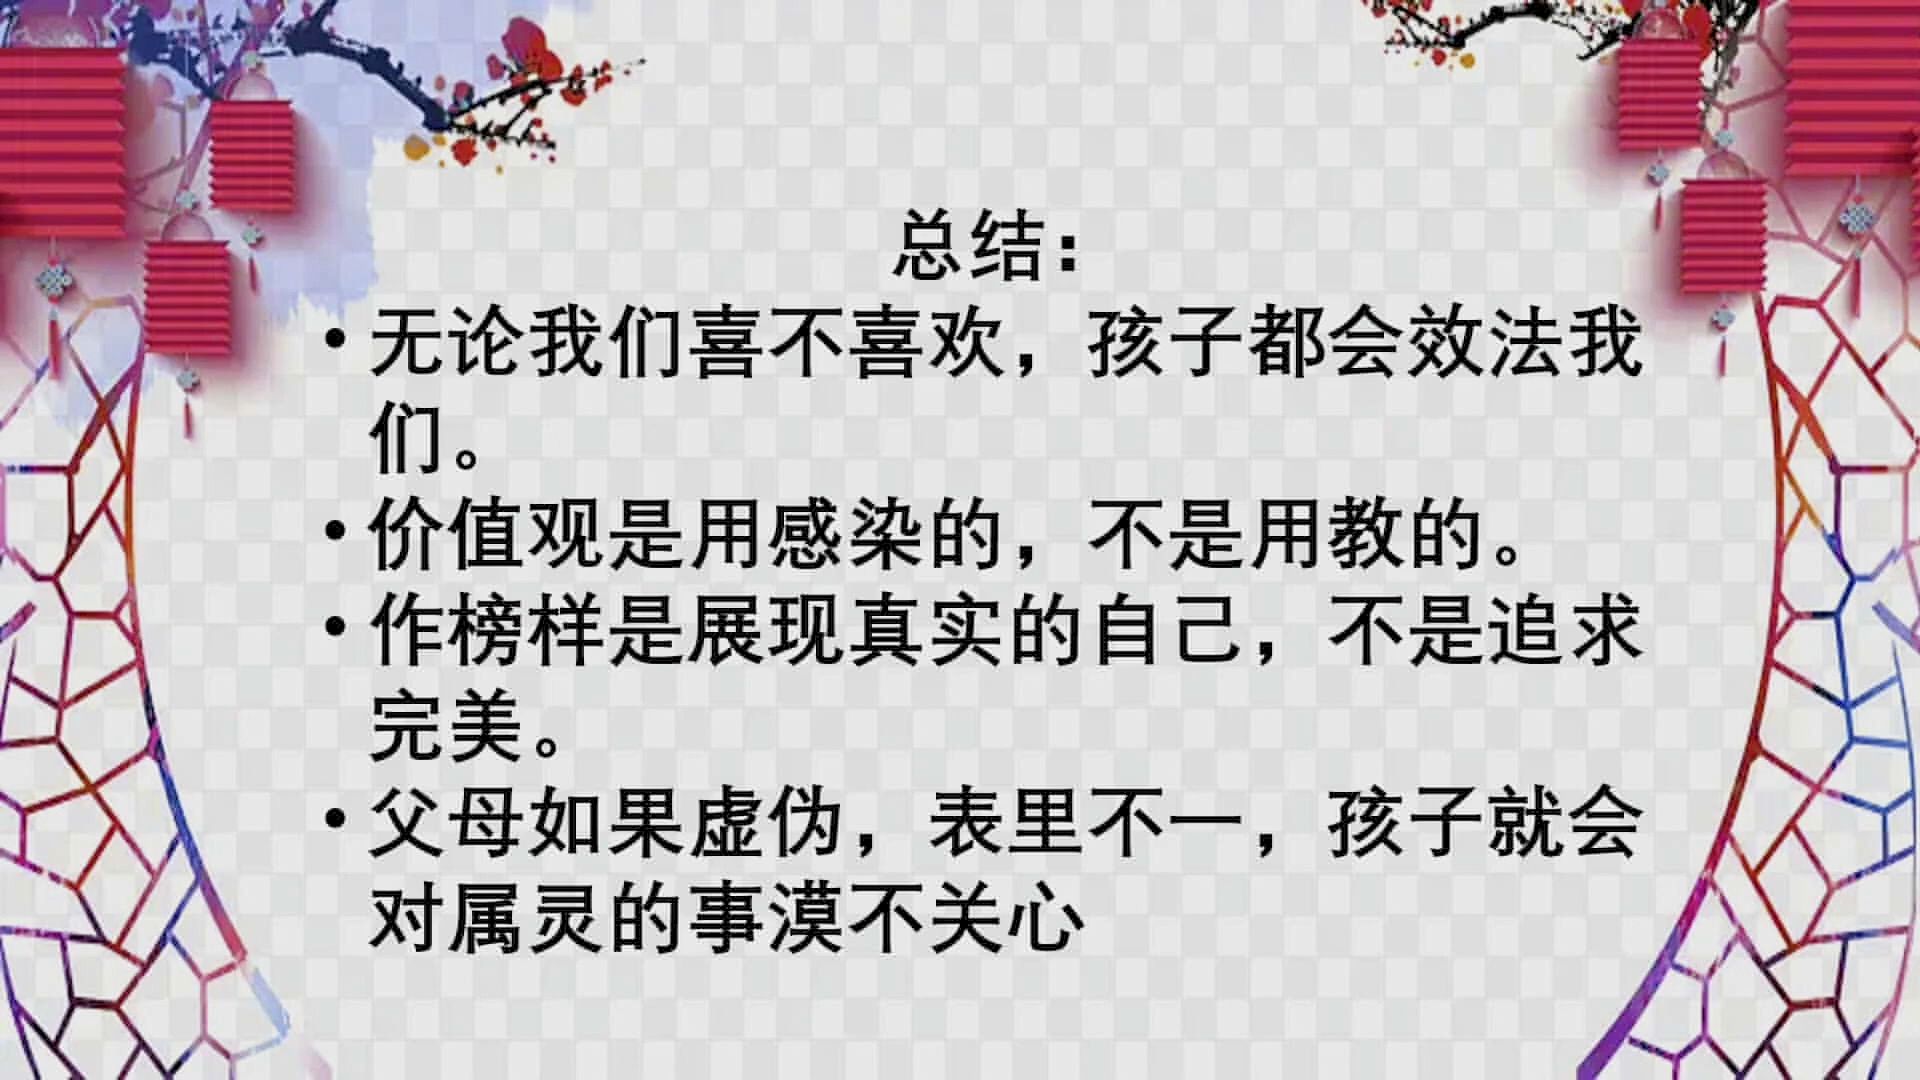 总结：
• 无论我们喜不喜欢，孩子都会效法我
们。
• 价值观是用感染的，不是用教的。
• 作榜样是展现真实的自己，不是追求
完美。
• 父母如果虚伪，表里不一，孩子就会
对属灵的事漠不关心